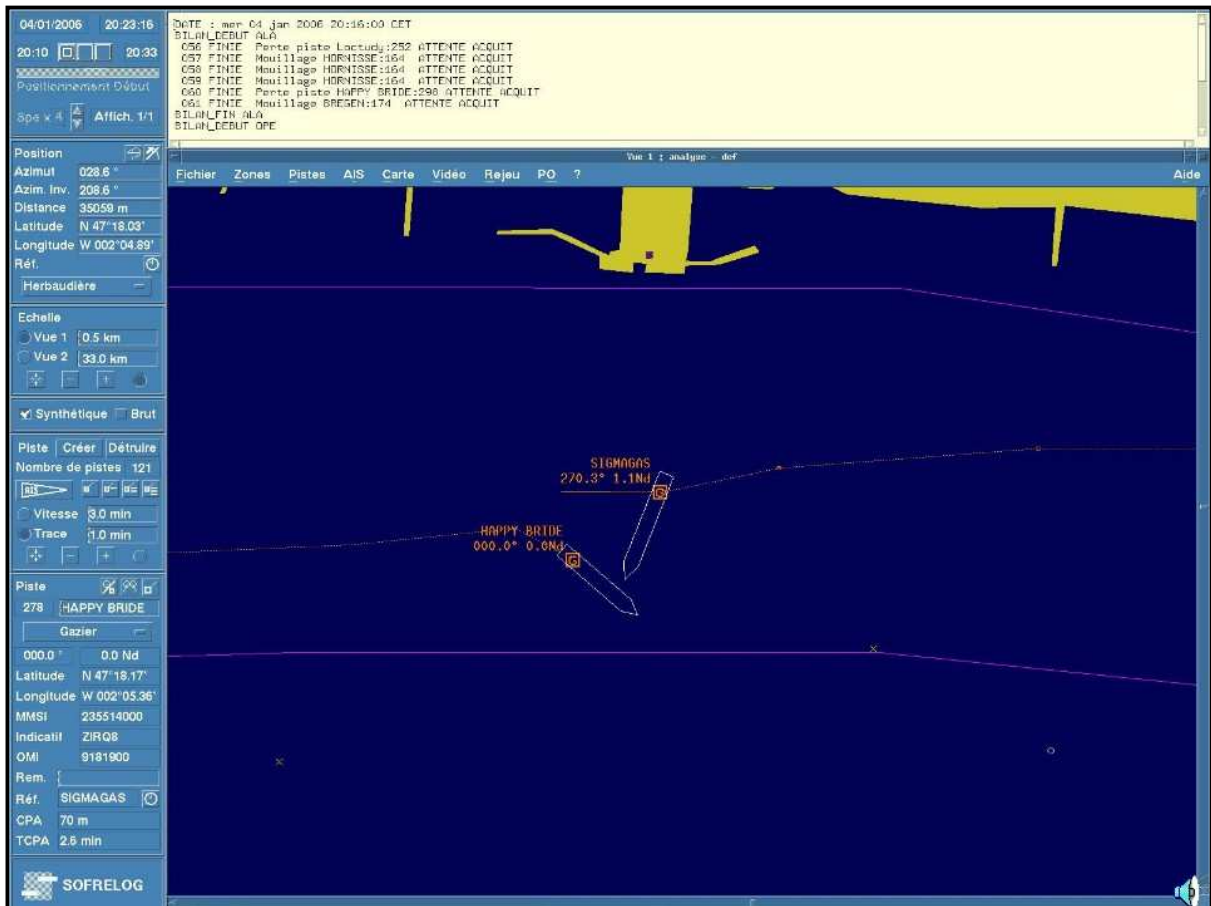 04/01/2006 20:23:16
20:10 20:33
Positionnement Début
Spe x 4 Affich. 1/1
DATE : mer 04 jan 2006 20:16:00 CET
BILAN_DEBUT ALA
056 FINIE Perte piste Loctudy:252 ATTENTE ACQUIT
057 FINIE Mouillage HORNISSE:164 ATTENTE ACQUIT
058 FINIE Mouillage HORNISSE:164 ATTENTE ACQUIT
059 FINIE Mouillage HORNISSE:164 ATTENTE ACQUIT
060 FINIE Perte piste HAPPY BRIDE:298 ATTENTE ACQUIT
061 FINIE Mouillage BREGEN:174 ATTENTE ACQUIT
BILAN_FIN ALA
BILAN_DEBUT OPE
Vue 1 : analyse - def
Fichier Zones Pistes AIS Carte Vidéo Rejeu PO ? Aide
Position
Azimut 028.6 °
Azim. Inv. 208.6 °
Distance 35059 m
Latitude N 47°18.03'
Longitude W 002°04.89'
Réf.
Herbaudière
Echelle
Vue 1 0.5 km
Vue 2 33.0 km
Synthétique Brut
Piste Créer Détruire
Nombre de pistes 121
Vitesse 3.0 min
Trace 1.0 min
Piste
278 HAPPY BRIDE
Gazier
000.0 ° 0.0 Nd
Latitude N 47°18.17'
Longitude W 002°05.36'
MMSI 235514000
Indicatif ZIRQ8
OMI 9181900
Rem.
Réf. SIGMAGAS
CPA 70 m
TCPA 2.6 min
SOFRELOG
SIGMAGAS
270.3° 1.1Nd
G
HAPPY BRIDE
000.0° 0.0Nd
G